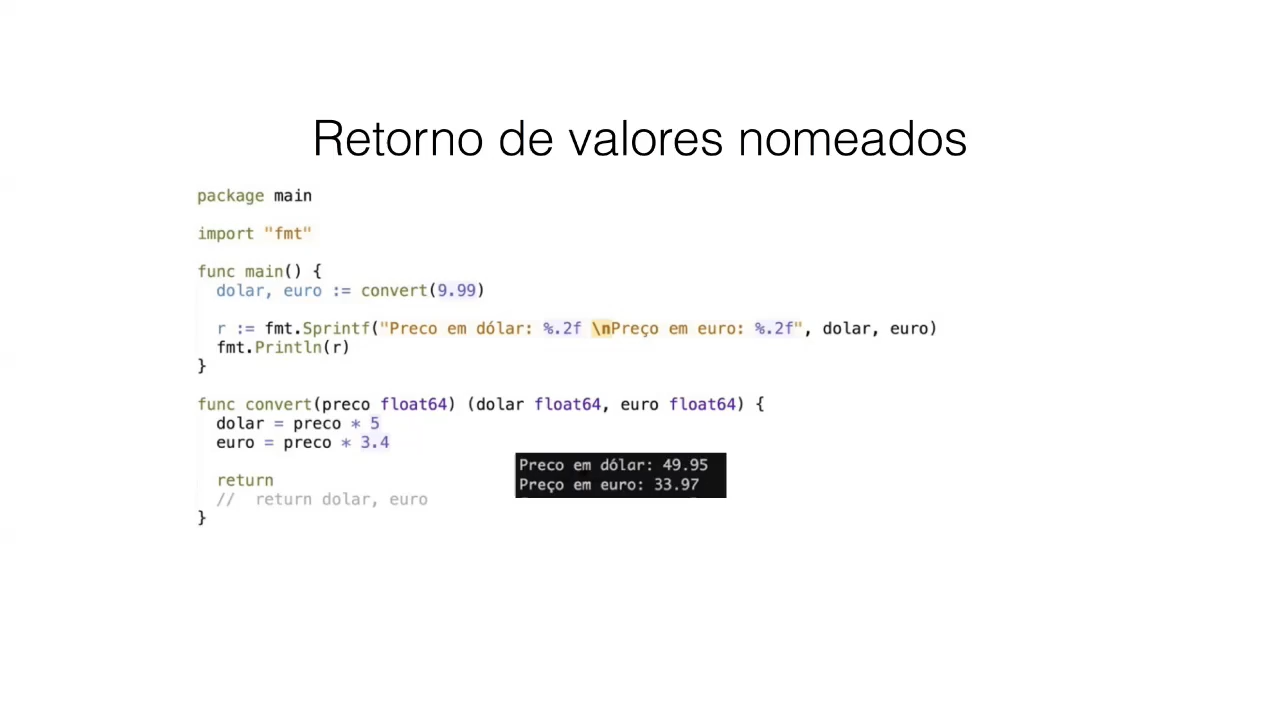 Retorno de valores nomeados
package main
import "fmt"
func main() {
dolar, euro := convert(9.99)
r := fmt.Sprintf("Preco em dólar: %.2f \nPreço em euro: %.2f", dolar, euro)
fmt.Println(r)
}
func convert(preco float64) (dolar float64, euro float64) {
dolar = preco * 5
euro = preco * 3.4
return
// return dolar, euro
}
Preco em dólar: 49.95
Preço em euro: 33.97